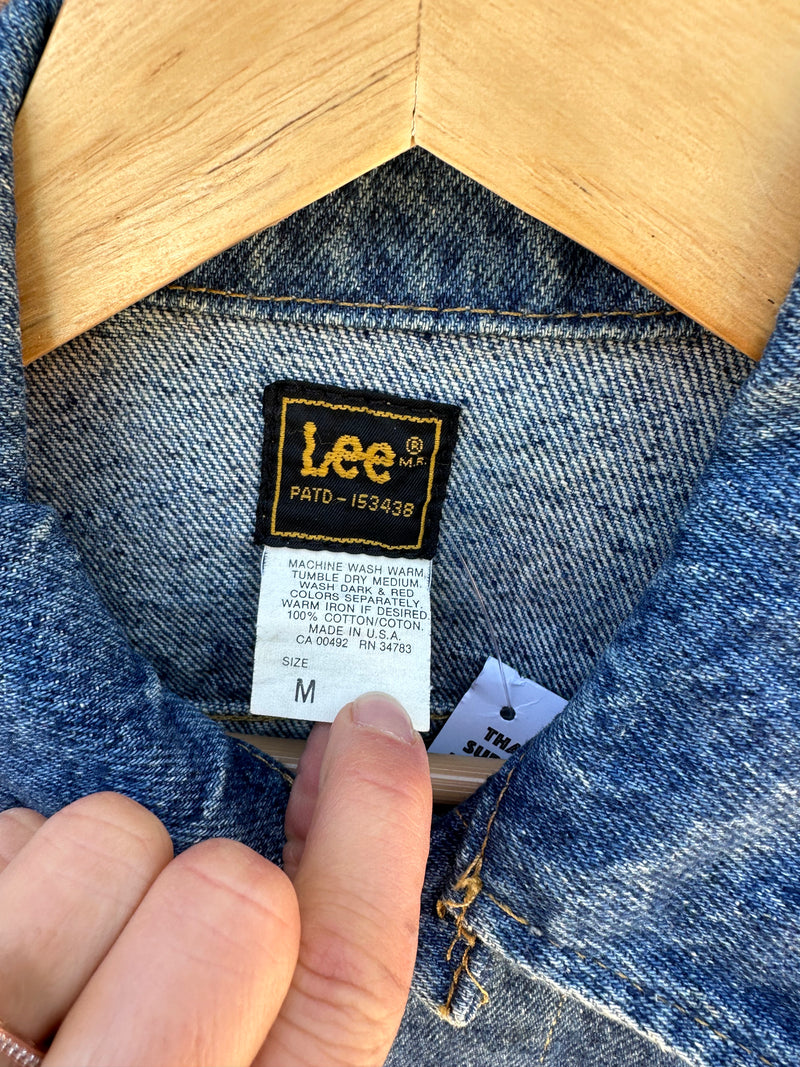 Lee ® M.R.
PATD-153438
MACHINE WASH WARM,
TUMBLE DRY MEDIUM.
WASH DARK & RED
COLORS SEPARATELY.
WARM IRON IF DESIRED.
100% COTTON/COTON.
MADE IN U.S.A.
CA 00492 RN 34783
SIZE
M